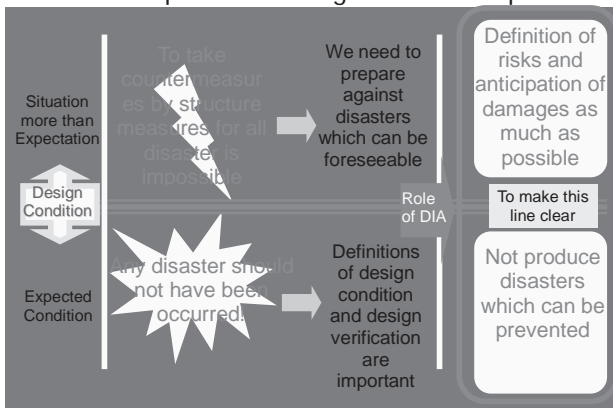 Situation
more than
Expectation
Design
Condition
Expected
Condition
To take
countermeasur
es by structure
measures for all
disaster is
impossible
Any disaster should
not have been
occurred!
We need to
prepare
against
disasters
which can be
foreseeable
Definitions
of design
condition
and design
verification
are
important
Role
of DIA
Definition of
risks and
anticipation of
damages as
much as
possible
To make this
line clear
Not produce
disasters
which can be
prevented